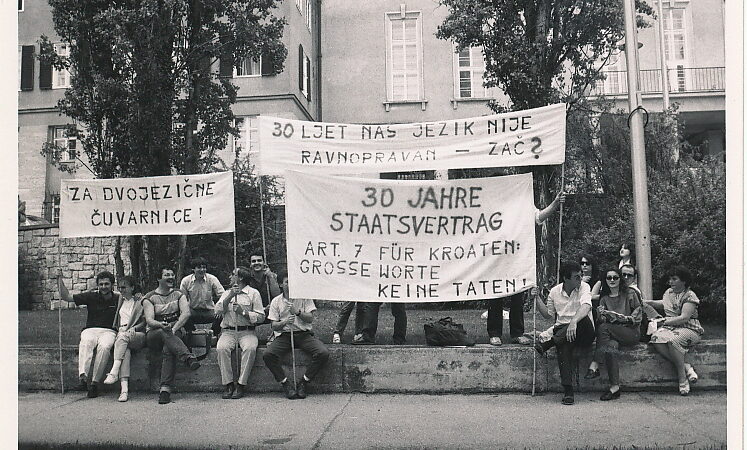 30 LJET NAŠ JEZIK NIJE
RAVNOPRAVAN — ZAČ?
ZA DVOJEZIČNE
ČUVARNICE!
30 JAHRE
STAATSVERTRAG
ART. 7 FÜR KROATEN:
GROSSE WORTE
KEINE TATEN!